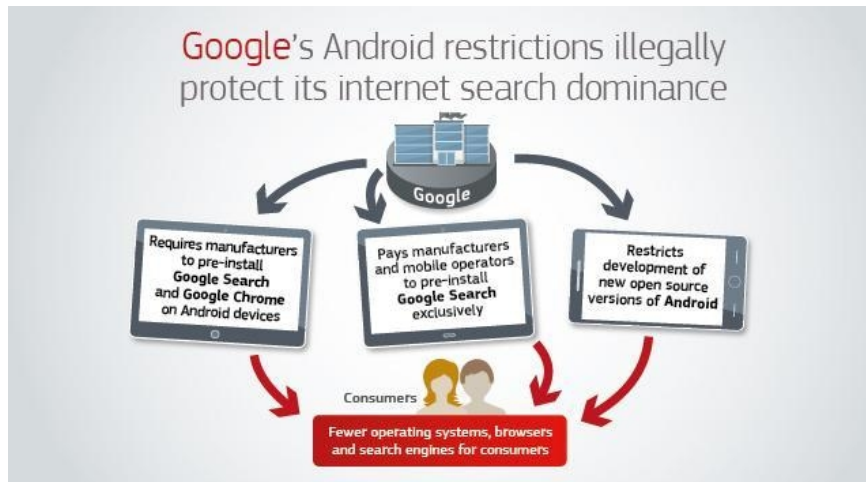 Google's Android restrictions illegally
protect its internet search dominance
Google
Requires manufacturers
to pre-install
Google Search
and Google Chrome
on Android devices
Pays manufacturers
and mobile operators
to pre-install
Google Search
exclusively
Restricts
development of
new open source
versions of Android
Consumers
Fewer operating systems, browsers
and search engines for consumers